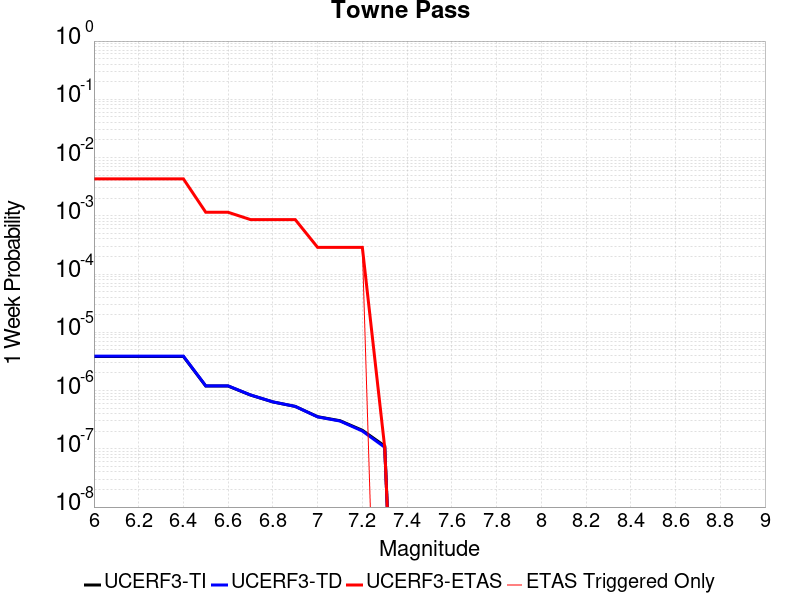 Towne Pass
10^0
10^-1
10^-2
10^-3
10^-4
10^-5
10^-6
10^-7
10^-8
1 Week Probability
6 6.2 6.4 6.6 6.8 7 7.2 7.4 7.6 7.8 8 8.2 8.4 8.6 8.8 9
Magnitude
UCERF3-TI UCERF3-TD UCERF3-ETAS ETAS Triggered Only